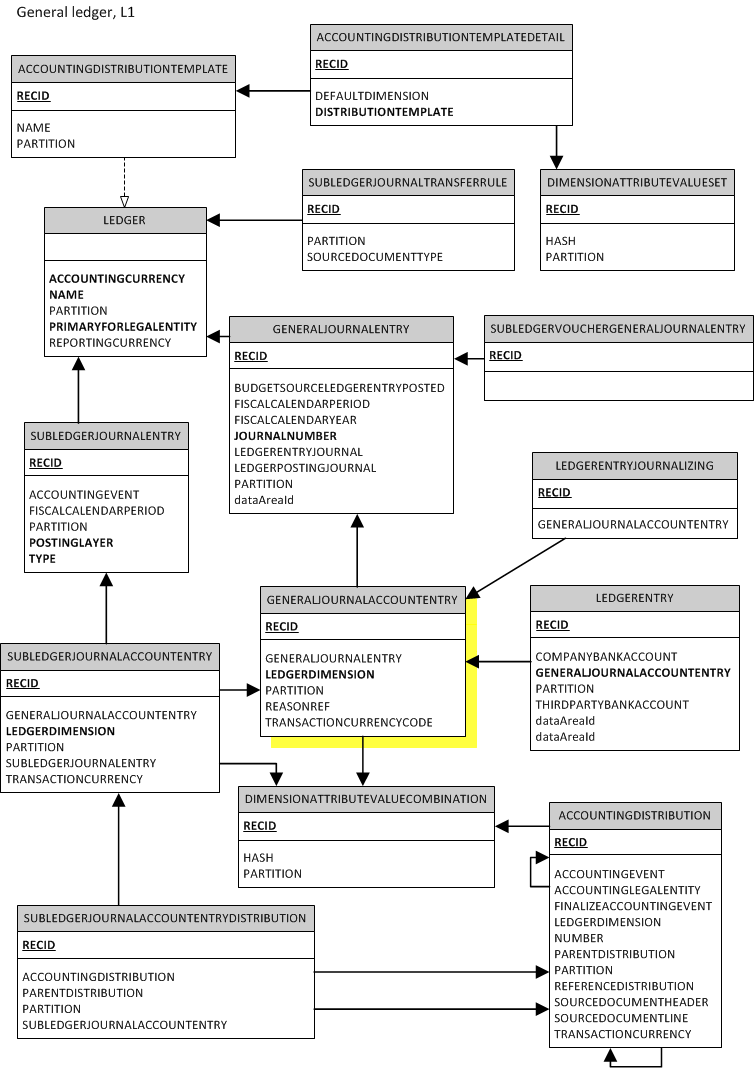 General ledger, L1
ACCOUNTINGDISTRIBUTIONTEMPLATEDETAIL
RECID
DEFAULTDIMENSION
DISTRIBUTIONTEMPLATE
ACCOUNTINGDISTRIBUTIONTEMPLATE
RECID
NAME
PARTITION
SUBLEDGERJOURNALTRANSFERRULE
RECID
PARTITION
SOURCEDOCUMENTTYPE
DIMENSIONATTRIBUTEVALUESET
RECID
HASH
PARTITION
LEDGER
ACCOUNTINGCURRENCY
NAME
PARTITION
PRIMARYFORLEGALENTITY
REPORTINGCURRENCY
GENERALJOURNALENTRY
RECID
BUDGETSOURCELEDGERENTRYPOSTED
FISCALCALENDARPERIOD
FISCALCALENDARYEAR
JOURNALNUMBER
LEDGERENTRYJOURNAL
LEDGERPOSTINGJOURNAL
PARTITION
dataAreaId
SUBLEDGERVOUCHERGENERALJOURNALENTRY
RECID
SUBLEDGERJOURNALENTRY
RECID
ACCOUNTINGEVENT
FISCALCALENDARPERIOD
PARTITION
POSTINGLAYER
TYPE
LEDGERENTRYJOURNALIZING
RECID
GENERALJOURNALACCOUNTENTRY
GENERALJOURNALACCOUNTENTRY
RECID
GENERALJOURNALENTRY
LEDGERDIMENSION
PARTITION
REASONREF
TRANSACTIONCURRENCYCODE
LEDGERENTRY
RECID
COMPANYBANKACCOUNT
GENERALJOURNALACCOUNTENTRY
PARTITION
THIRDPARTYBANKACCOUNT
dataAreaId
dataAreaId
SUBLEDGERJOURNALACCOUNTENTRY
RECID
GENERALJOURNALACCOUNTENTRY
LEDGERDIMENSION
PARTITION
SUBLEDGERJOURNALENTRY
TRANSACTIONCURRENCY
DIMENSIONATTRIBUTEVALUECOMBINATION
RECID
HASH
PARTITION
ACCOUNTINGDISTRIBUTION
RECID
ACCOUNTINGEVENT
ACCOUNTINGLEGALENTITY
FINALIZEACCOUNTINGEVENT
LEDGERDIMENSION
NUMBER
PARENTDISTRIBUTION
PARTITION
REFERENCEDISTRIBUTION
SOURCEDOCUMENTHEADER
SOURCEDOCUMENTLINE
TRANSACTIONCURRENCY
SUBLEDGERJOURNALACCOUNTENTRYDISTRIBUTION
RECID
ACCOUNTINGDISTRIBUTION
PARENTDISTRIBUTION
PARTITION
SUBLEDGERJOURNALACCOUNTENTRY